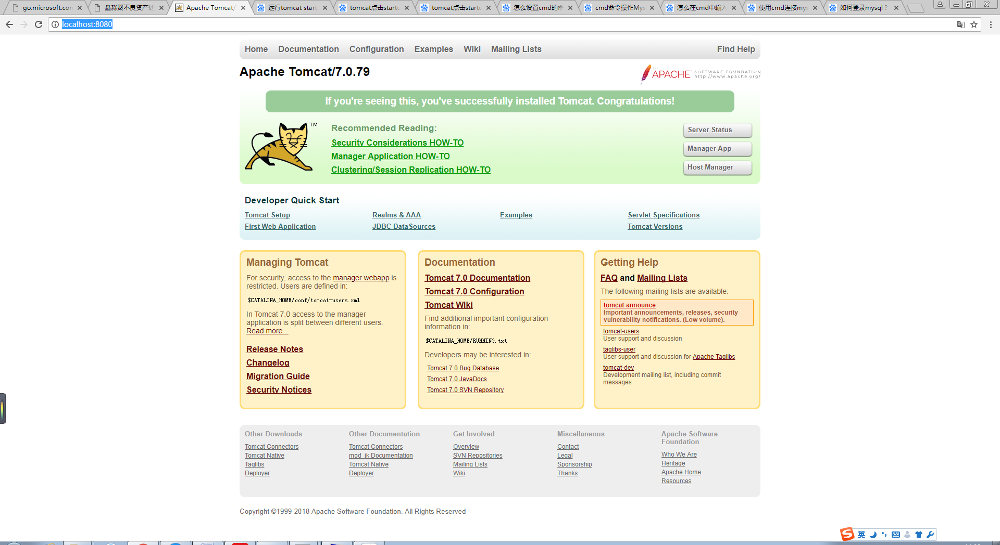 go.microsoft.com
鑫淼聚不良资产处
Apache Tomcat/
运行tomcat start
tomcat点击startu
tomcat点击startu
怎么设置cmd的命
cmd命令操作Mys
怎么在cmd中输入
使用cmd连接mys
如何登录mysql？
localhost:8080
Home Documentation Configuration Examples Wiki Mailing Lists Find Help
Apache Tomcat/7.0.79
THE APACHE SOFTWARE FOUNDATION
http://www.apache.org/
If you're seeing this, you've successfully installed Tomcat. Congratulations!
TM
Recommended Reading:
Security Considerations HOW-TO
Manager Application HOW-TO
Clustering/Session Replication HOW-TO
Server Status
Manager App
Host Manager
Developer Quick Start
Tomcat Setup
First Web Application
Realms & AAA
JDBC DataSources
Examples
Servlet Specifications
Tomcat Versions
Managing Tomcat
For security, access to the manager webapp is
restricted. Users are defined in:
$CATALINA_HOME/conf/tomcat-users.xml
In Tomcat 7.0 access to the manager
application is split between different users.
Read more...
Release Notes
Changelog
Migration Guide
Security Notices
Documentation
Tomcat 7.0 Documentation
Tomcat 7.0 Configuration
Tomcat Wiki
Find additional important configuration
information in:
$CATALINA_HOME/RUNNING.txt
Developers may be interested in:
Tomcat 7.0 Bug Database
Tomcat 7.0 JavaDocs
Tomcat 7.0 SVN Repository
Getting Help
FAQ and Mailing Lists
The following mailing lists are available:
tomcat-announce
Important announcements, releases, security
vulnerability notifications. (Low volume).
tomcat-users
User support and discussion
taglibs-user
User support and discussion for Apache Taglibs
tomcat-dev
Development mailing list, including commit
messages
Other Downloads
Tomcat Connectors
Tomcat Native
Taglibs
Deployer
Other Documentation
Tomcat Connectors
mod_jk Documentation
Tomcat Native
Deployer
Get Involved
Overview
SVN Repositories
Mailing Lists
Wiki
Miscellaneous
Contact
Legal
Sponsorship
Thanks
Apache Software
Foundation
Who We Are
Heritage
Apache Home
Resources
Copyright ©1999-2018 Apache Software Foundation. All Rights Reserved
英